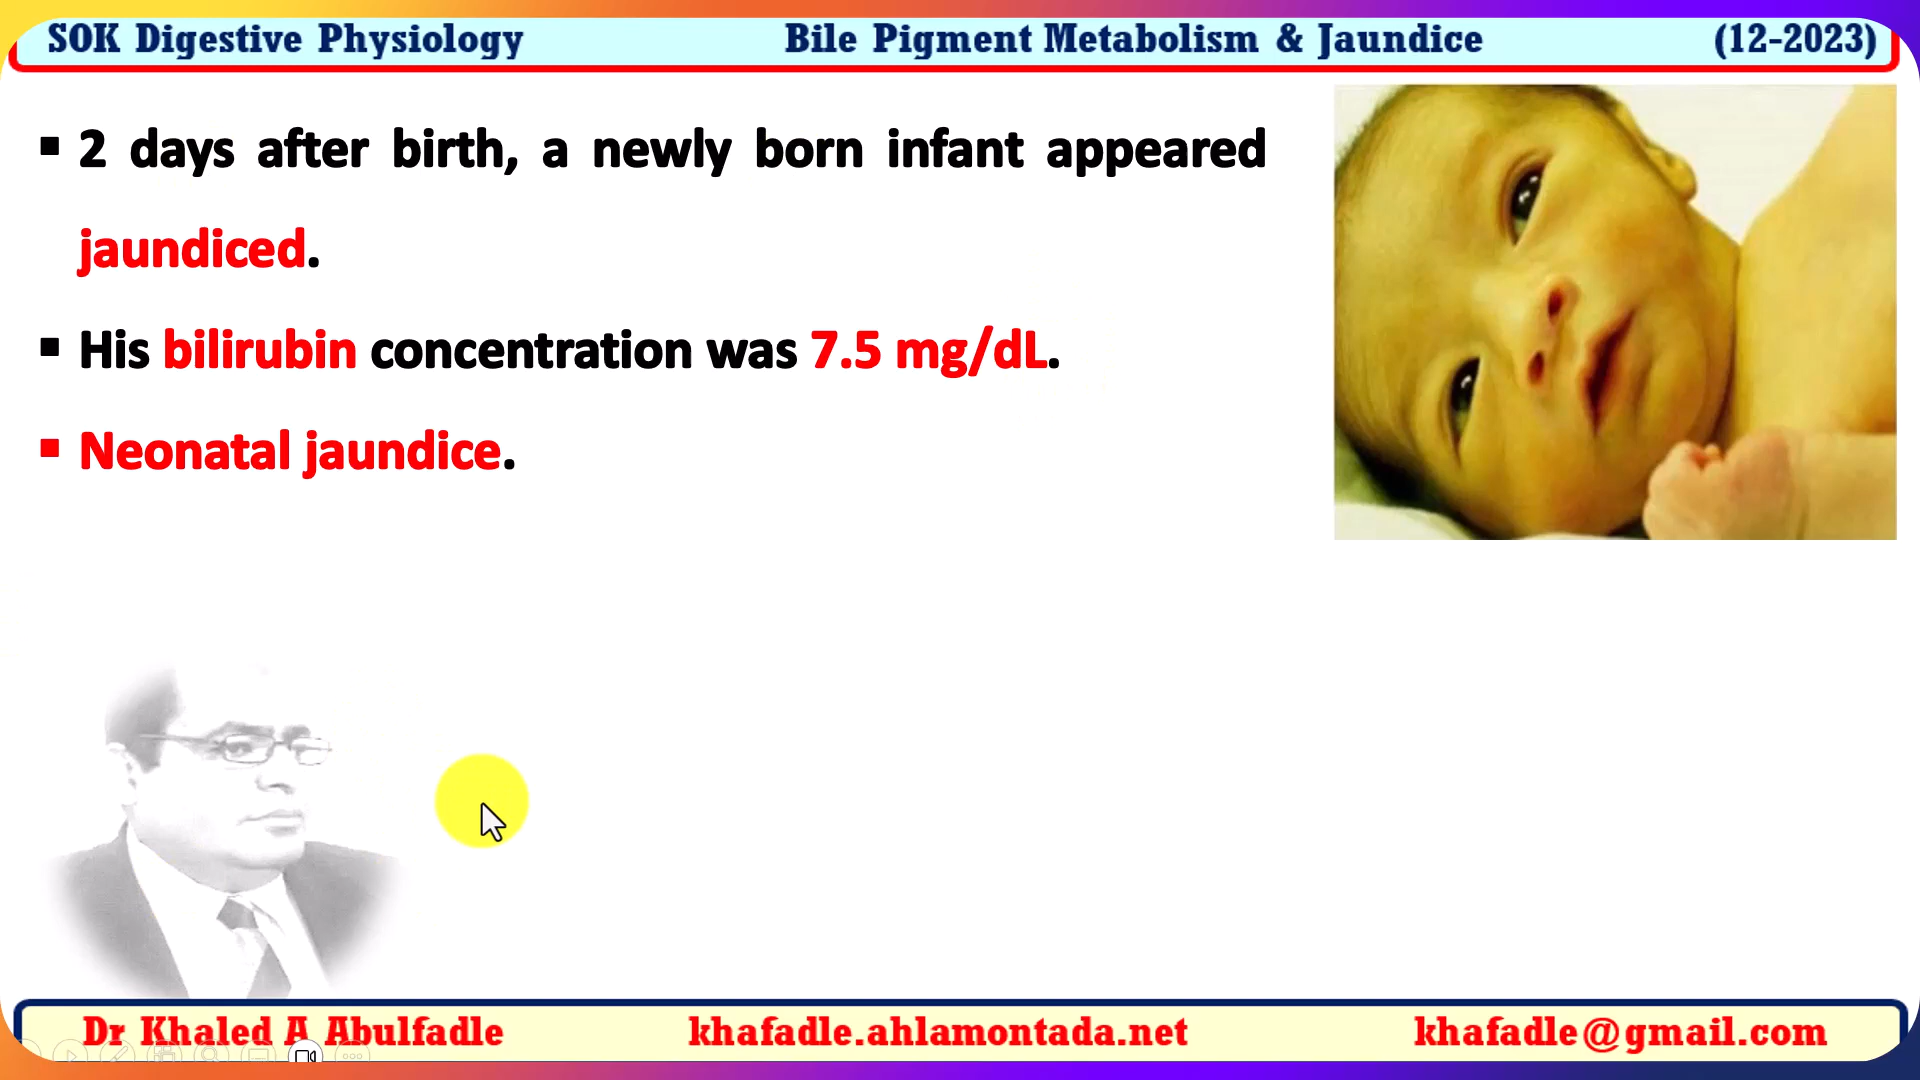 SOK Digestive Physiology Bile Pigment Metabolism & Jaundice (12-2023)
▪ 2 days after birth, a newly born infant appeared
jaundiced.
▪ His bilirubin concentration was 7.5 mg/dL.
▪ Neonatal jaundice.
Dr Khaled A Abulfadle khafadle.ahlamontada.net khafadle@gmail.com